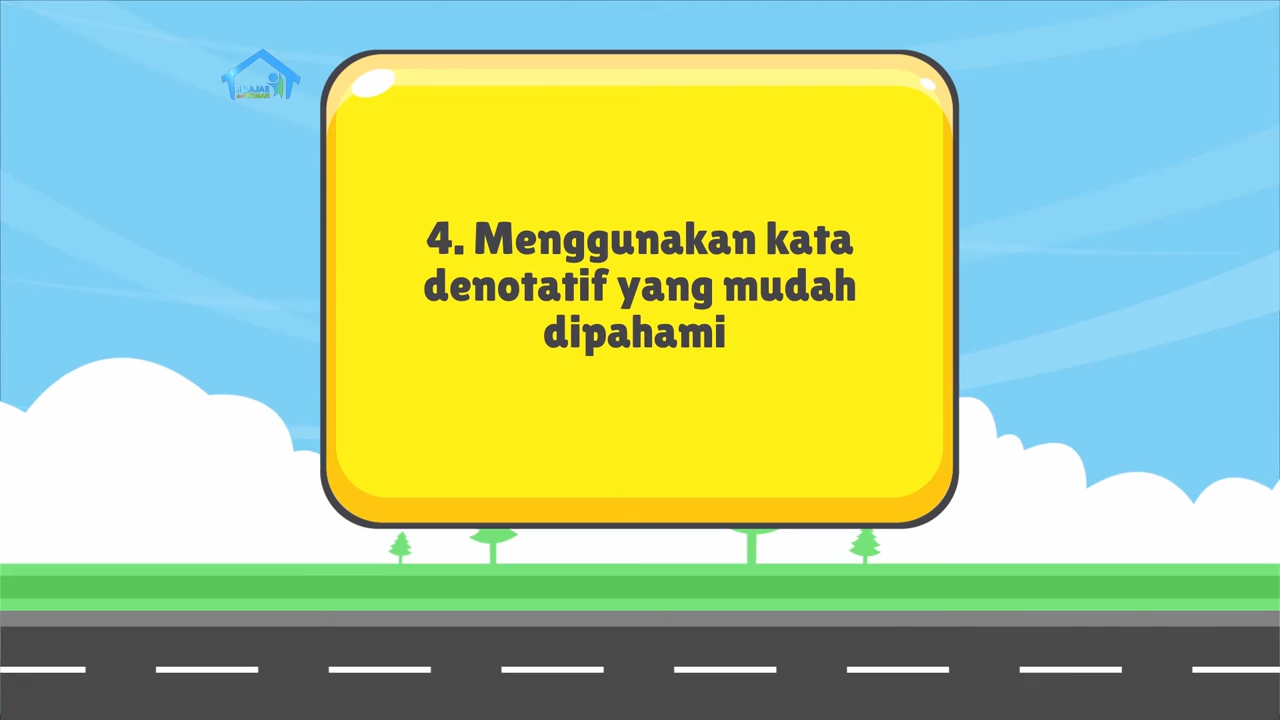 4. Menggunakan kata
denotatif yang mudah
dipahami